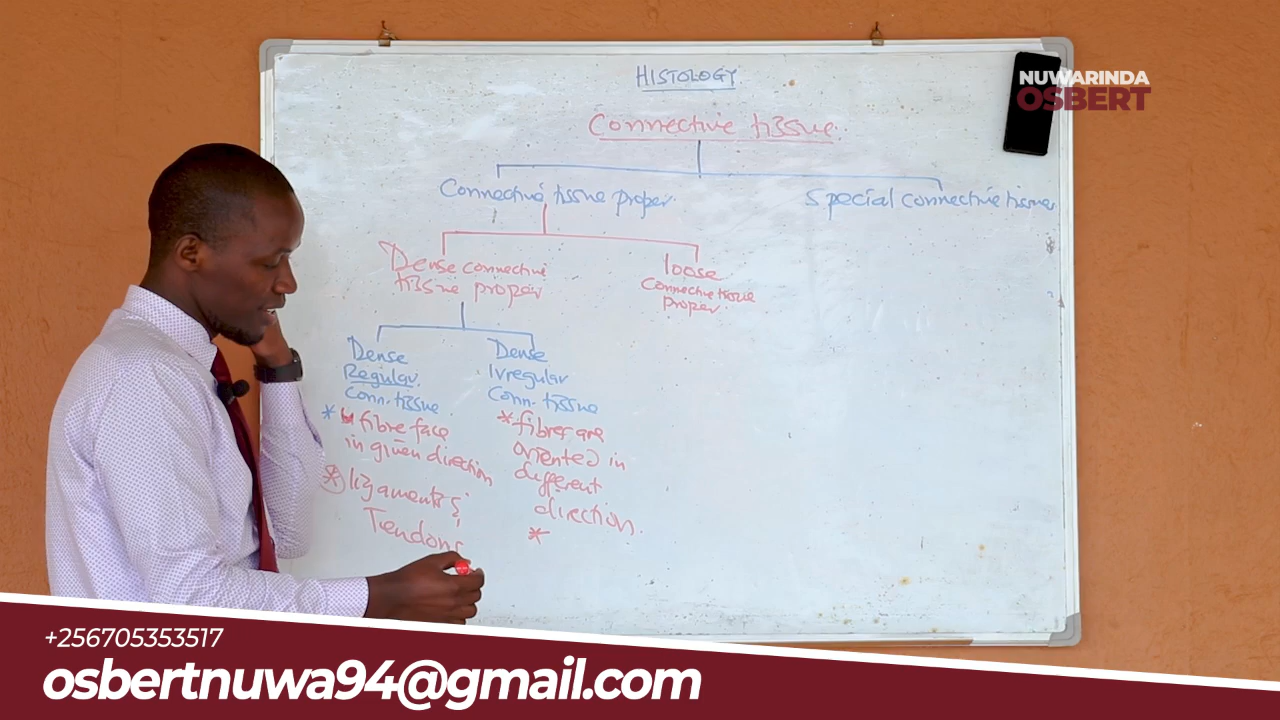 HISTOLOGY
NUWARINDA
OSBERT
Connective tissue
Connective tissue proper
Special connective tissues
Dense connective
tissue proper
loose
connective tissue
proper
Dense
Regular
Conn. tissue
* fibre face
in given direction
* ligaments &
Tendons
Dense
Irregular
Conn. tissue
* fibres are
oriented in
different
direction.
*
+256705353517
osbertnuwa94@gmail.com